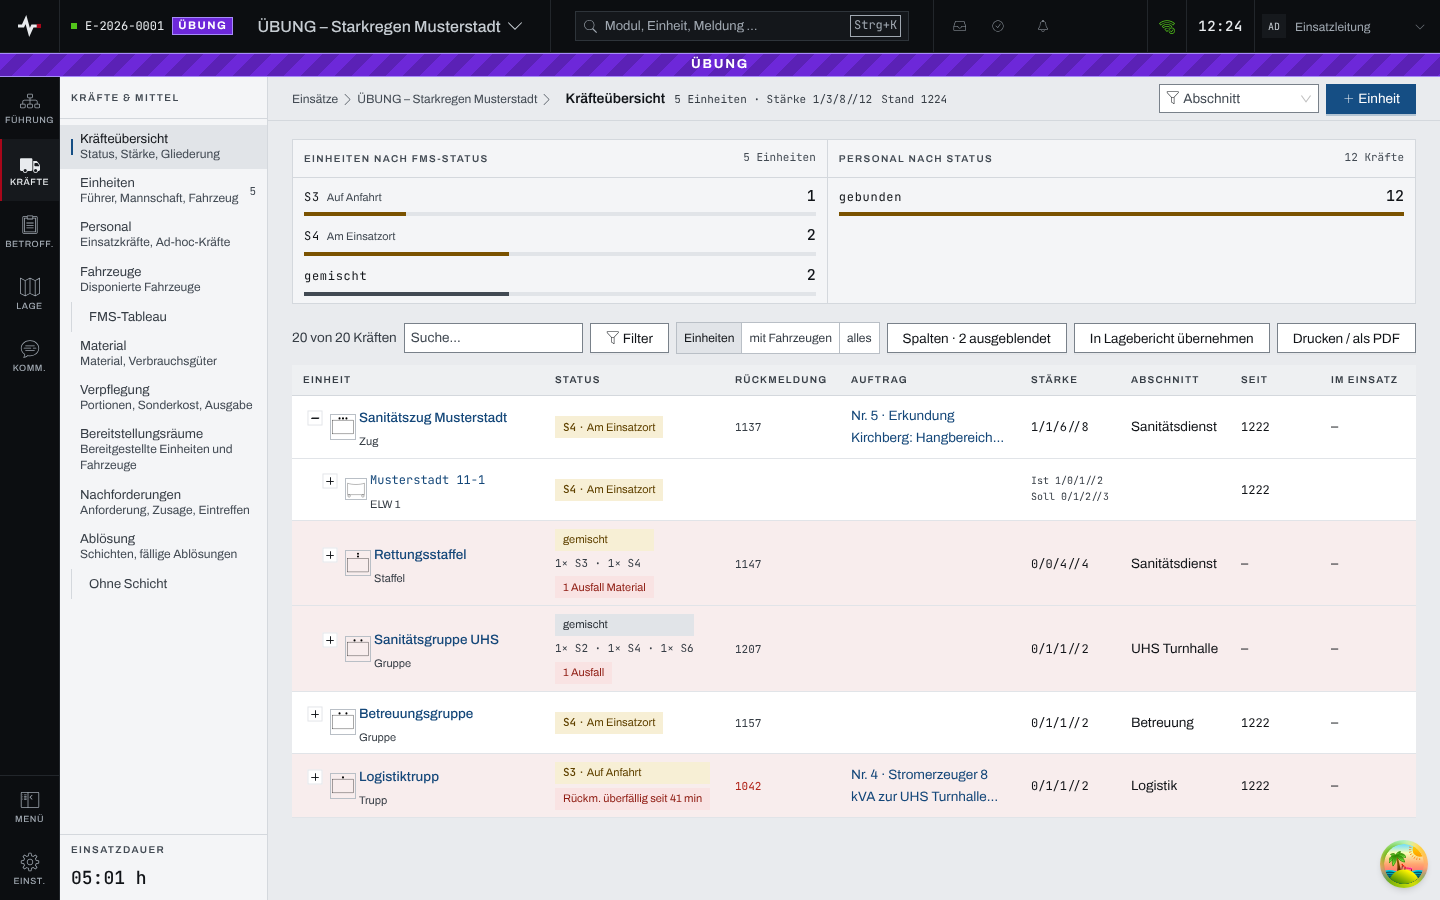 E-2026-0001 ÜBUNG ÜBUNG – Starkregen Musterstadt Modul, Einheit, Meldung ... Strg+K 12:24 AD Einsatzleitung
ÜBUNG
FÜHRUNG
KRÄFTE
BETROFF.
LAGE
KOMM.
MENÜ
EINST.
KRÄFTE & MITTEL
Kräfteübersicht
Status, Stärke, Gliederung
Einheiten
Führer, Mannschaft, Fahrzeug 5
Personal
Einsatzkräfte, Ad-hoc-Kräfte
Fahrzeuge
Disponierte Fahrzeuge
FMS-Tableau
Material
Material, Verbrauchsgüter
Verpflegung
Portionen, Sonderkost, Ausgabe
Bereitstellungsräume
Bereitgestellte Einheiten und
Fahrzeuge
Nachforderungen
Anforderung, Zusage, Eintreffen
Ablösung
Schichten, fällige Ablösungen
Ohne Schicht
EINSATZDAUER
05:01 h
Einsätze ÜBUNG – Starkregen Musterstadt Kräfteübersicht 5 Einheiten · Stärke 1/3/8//12 Stand 1224 Abschnitt + Einheit
EINHEITEN NACH FMS-STATUS 5 Einheiten
S3 Auf Anfahrt 1
S4 Am Einsatzort 2
gemischt 2
PERSONAL NACH STATUS 12 Kräfte
gebunden 12
20 von 20 Kräften Suche... Filter Einheiten mit Fahrzeugen alles Spalten · 2 ausgeblendet In Lagebericht übernehmen Drucken / als PDF
EINHEIT STATUS RÜCKMELDUNG AUFTRAG STÄRKE ABSCHNITT SEIT IM EINSATZ
Sanitätszug Musterstadt
Zug
S4 · Am Einsatzort
1137
Nr. 5 · Erkundung
Kirchberg: Hangbereich...
1/1/6//8
Sanitätsdienst
1222
–
Musterstadt 11-1
ELW 1
S4 · Am Einsatzort
Ist 1/0/1//2
Soll 0/1/2//3
1222
Rettungsstaffel
Staffel
gemischt
1× S3 · 1× S4
1 Ausfall Material
1147
0/0/4//4
Sanitätsdienst
–
–
Sanitätsgruppe UHS
Gruppe
gemischt
1× S2 · 1× S4 · 1× S6
1 Ausfall
1207
0/1/1//2
UHS Turnhalle
–
–
Betreuungsgruppe
Gruppe
S4 · Am Einsatzort
1157
0/1/1//2
Betreuung
1222
–
Logistiktrupp
Trupp
S3 · Auf Anfahrt
Rückm. überfällig seit 41 min
1042
Nr. 4 · Stromerzeuger 8
kVA zur UHS Turnhalle...
0/1/1//2
Logistik
1222
–